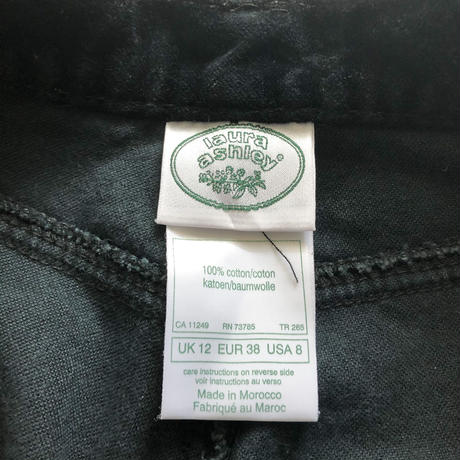 laura
ashley®
100% cotton/coton
katoen/baumwolle
CA 11249 RN 73785 TR 265
UK 12 EUR 38 USA 8
care instructions on reverse side
voir instructions au verso
Made in Morocco
Fabriqué au Maroc